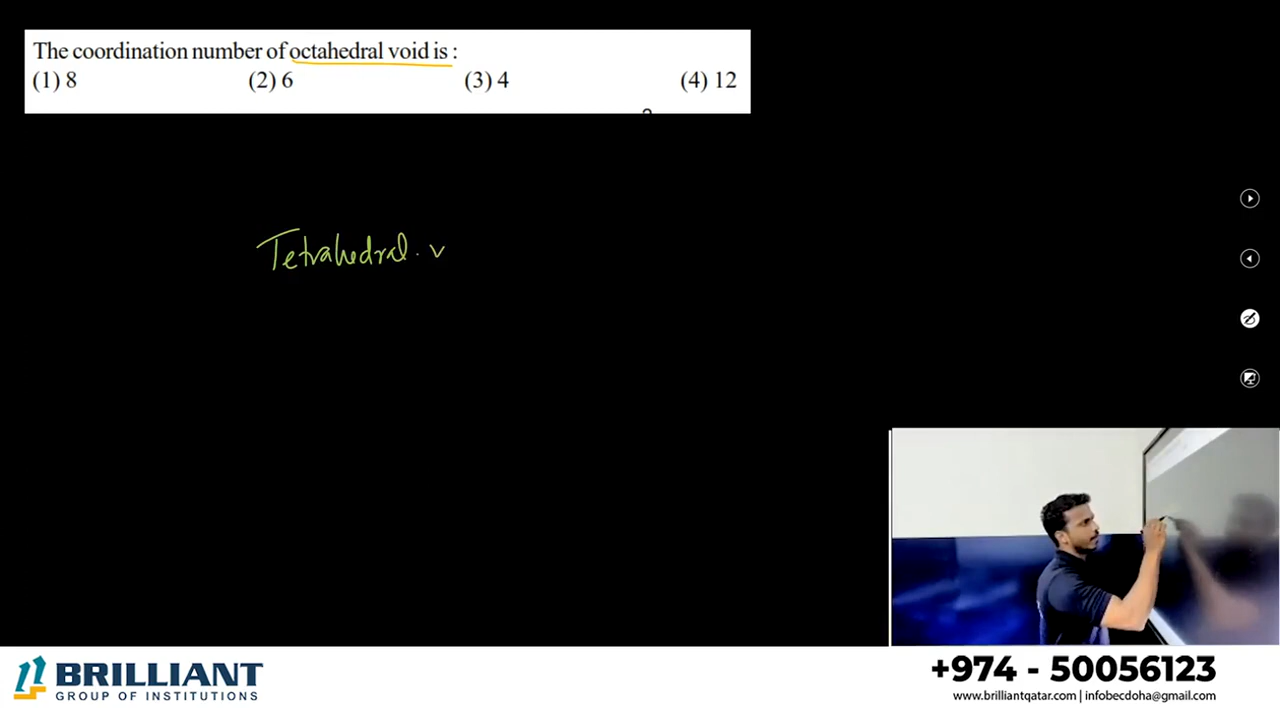 The coordination number of octahedral void is :
(1) 8 (2) 6 (3) 4 (4) 12
Tetrahedral. v
BRILLIANT
GROUP OF INSTITUTIONS
+974 - 50056123
www.brilliantqatar.com | infobecdoha@gmail.com